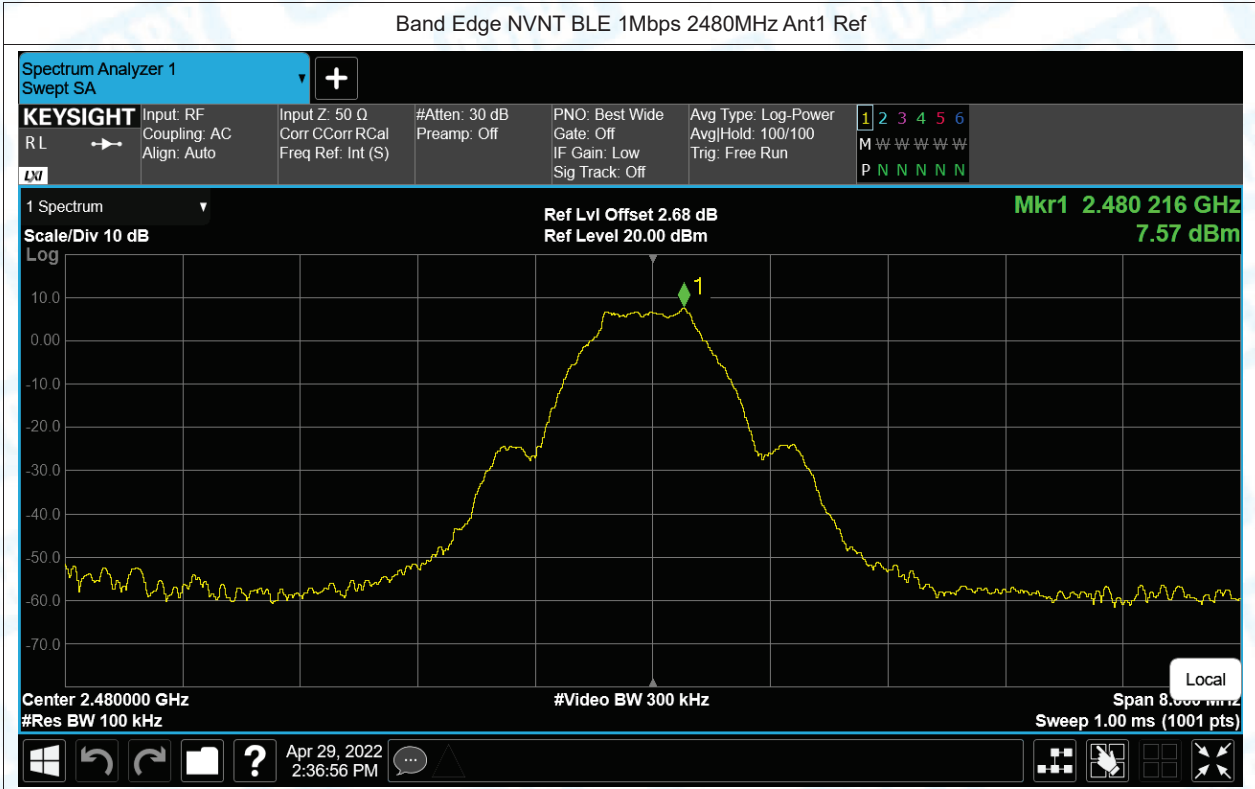 Band Edge NVNT BLE 1Mbps 2480MHz Ant1 Ref
Spectrum Analyzer 1
Swept SA
KEYSIGHT
RL
LXI
Input: RF
Coupling: AC
Align: Auto
Input Z: 50 Ω
Corr CCorr RCal
Freq Ref: Int (S)
#Atten: 30 dB
Preamp: Off
PNO: Best Wide
Gate: Off
IF Gain: Low
Sig Track: Off
Avg Type: Log-Power
Avg|Hold: 100/100
Trig: Free Run
1 2 3 4 5 6
M W W W W W
P N N N N N
1 Spectrum
Scale/Div 10 dB
Log
Ref Lvl Offset 2.68 dB
Ref Level 20.00 dBm
Mkr1 2.480 216 GHz
7.57 dBm
1
10.0
0.00
-10.0
-20.0
-30.0
-40.0
-50.0
-60.0
-70.0
Local
Center 2.480000 GHz
#Video BW 300 kHz
Span 8.000 MHz
#Res BW 100 kHz
Sweep 1.00 ms (1001 pts)
?
Apr 29, 2022
2:36:56 PM